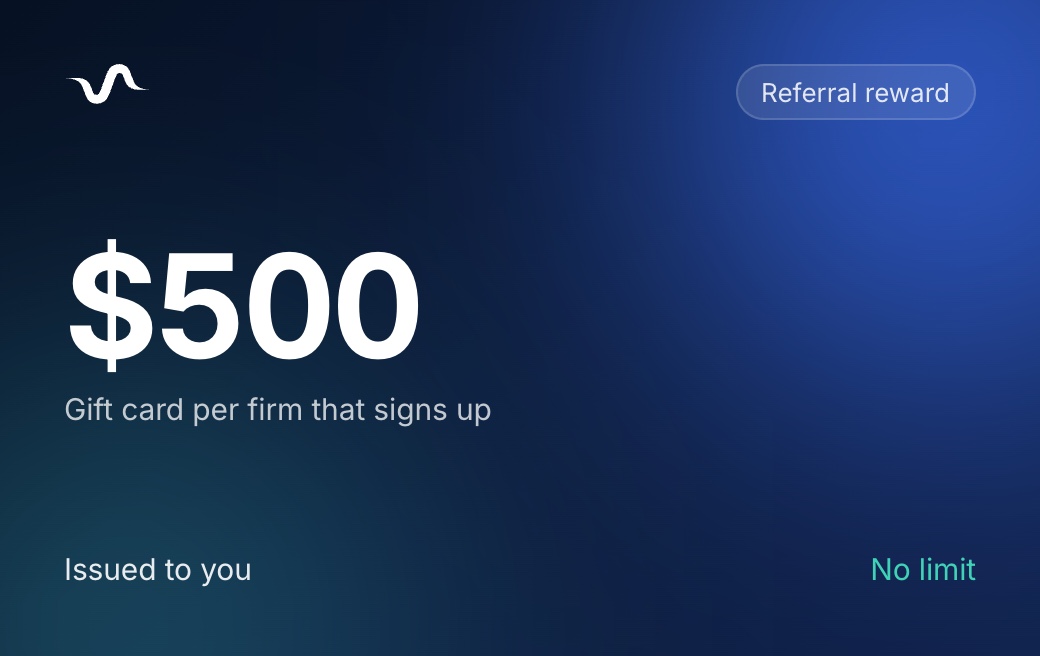 Referral reward
$500
Gift card per firm that signs up
Issued to you
No limit